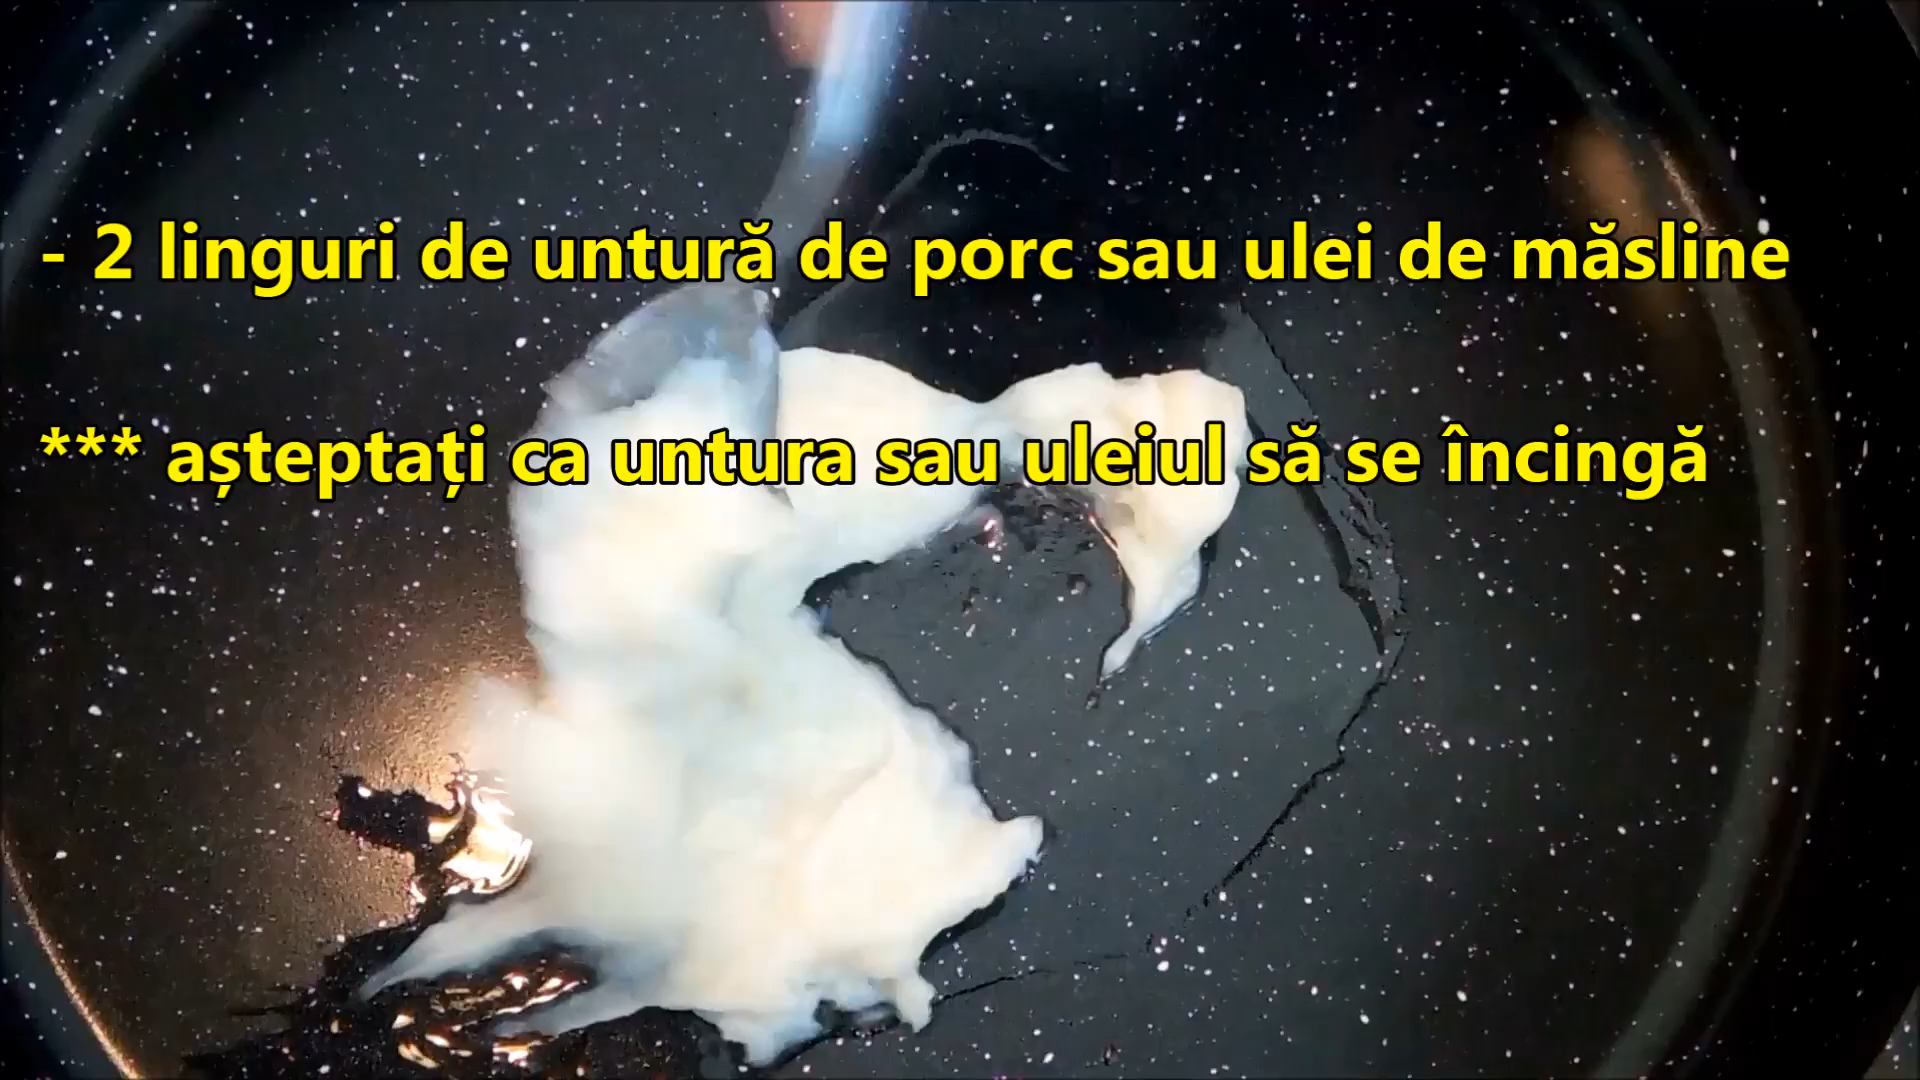 - 2 linguri de untură de porc sau ulei de măsline
*** așteptați ca untura sau uleiul să se încingă